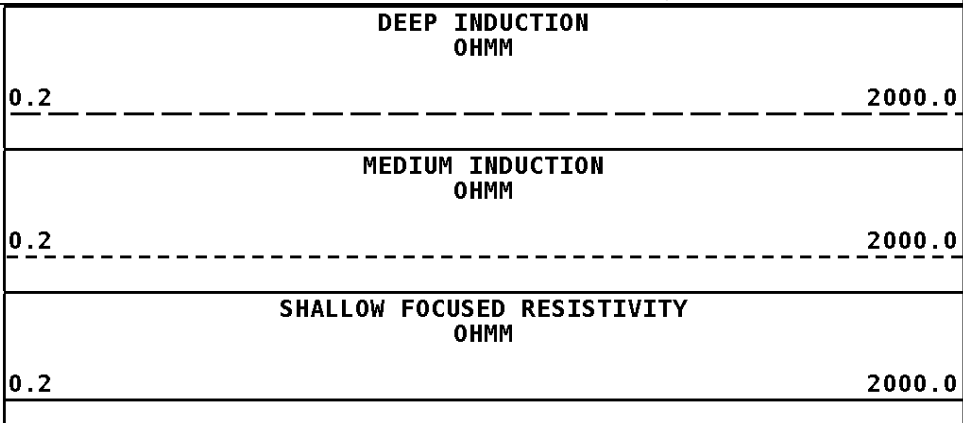 DEEP INDUCTION
OHMM
0.2 2000.0
MEDIUM INDUCTION
OHMM
0.2 2000.0
SHALLOW FOCUSED RESISTIVITY
OHMM
0.2 2000.0